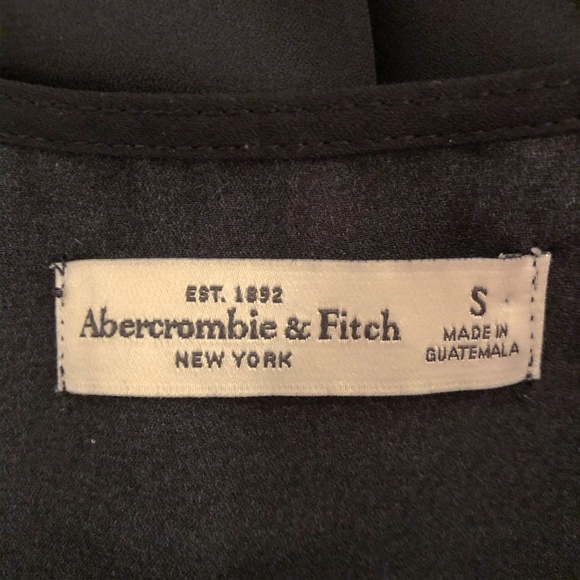 EST. 1892
Abercrombie & Fitch
NEW YORK
S
MADE IN
GUATEMALA